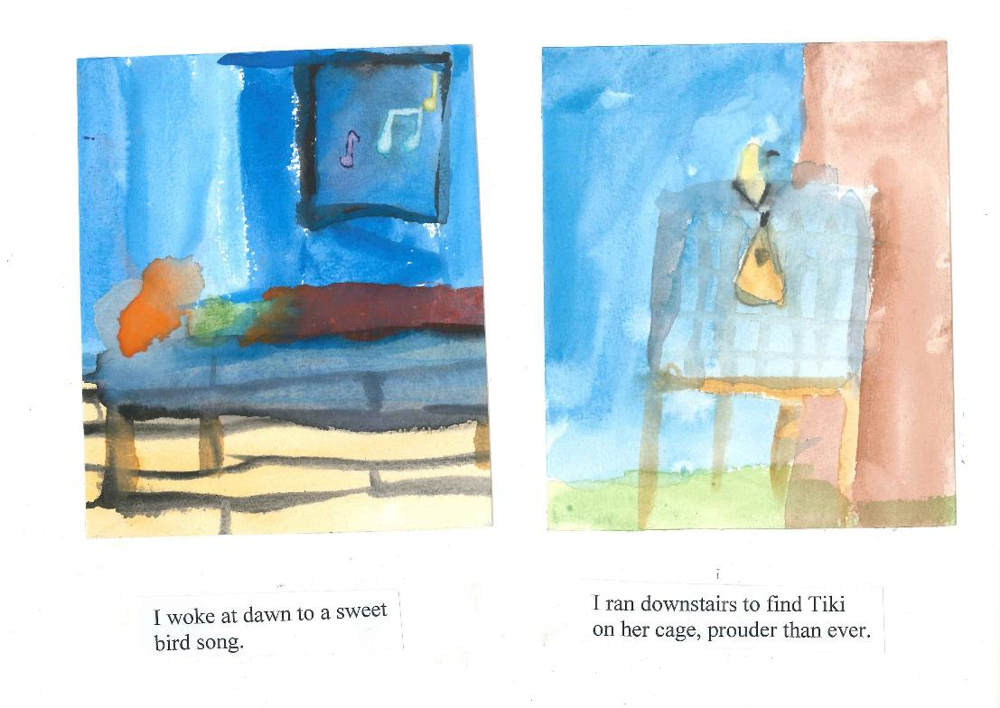 I woke at dawn to a sweet
bird song.
I ran downstairs to find Tiki
on her cage, prouder than ever.